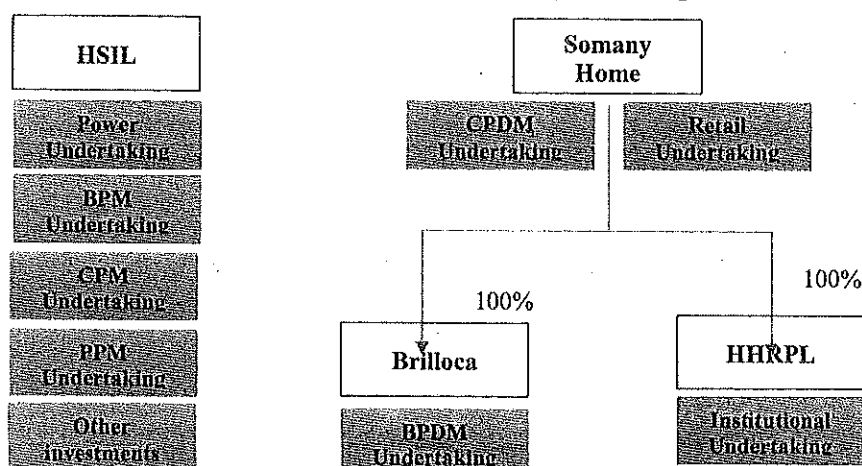 HSIL
Power
Undertaking
BPM
Undertaking
CPM
Undertaking
PPM
Undertaking
Other
investments
Somany
Home
CPDM
Undertaking
Retail
Undertaking
100%
100%
Brilloca
BPDM
Undertaking
HHRPL
Institutional
Undertaking